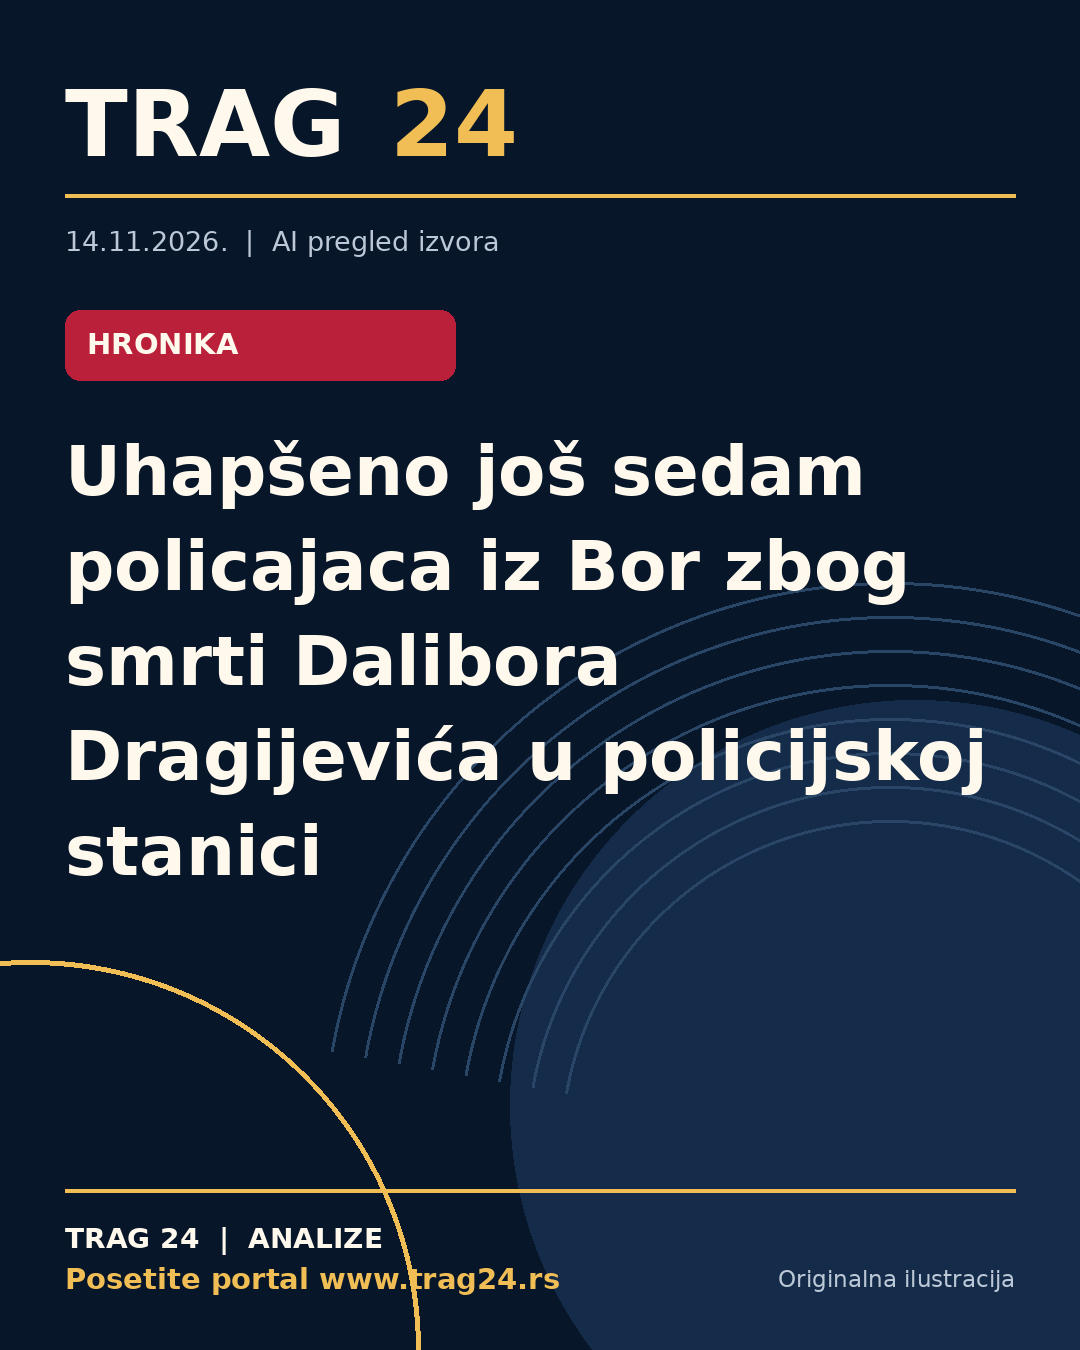 TRAG 24
14.11.2026. | AI pregled izvora
HRONIKA
Uhapšeno još sedam
policajaca iz Bor zbog
smrti Dalibora
Dragijevića u policijskoj
stanici
TRAG 24 | ANALIZE
Posetite portal www.trag24.rs
Originalna ilustracija